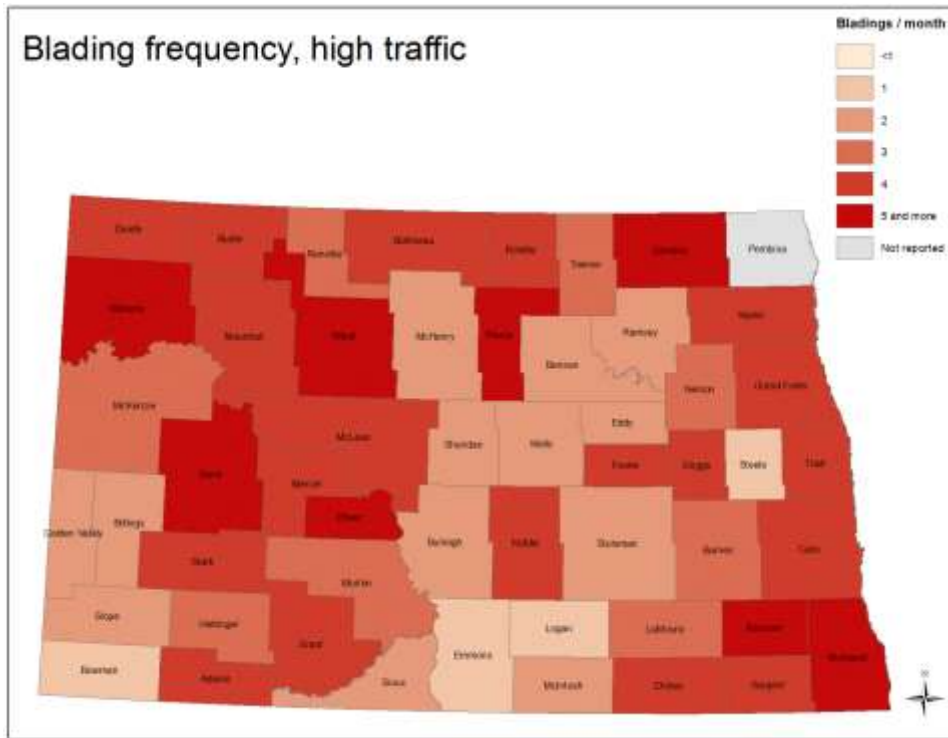 Blading frequency, high traffic
Bladings / month
<1
1
2
3
4
5 and more
Not reported
Divide
Burke
Renville
Bottineau
Rolette
Towner
Cavalier
Pembina
Williams
Mountrail
Ward
McHenry
Pierce
Benson
Ramsey
Walsh
Nelson
Grand Forks
McKenzie
McLean
Sheridan
Wells
Eddy
Foster
Griggs
Steele
Traill
Dunn
Mercer
Oliver
Golden Valley
Billings
Stark
Morton
Burleigh
Kidder
Stutsman
Barnes
Cass
Slope
Hettinger
Grant
Emmons
Logan
LaMoure
Ransom
Richland
Bowman
Adams
Sioux
McIntosh
Dickey
Sargent
N